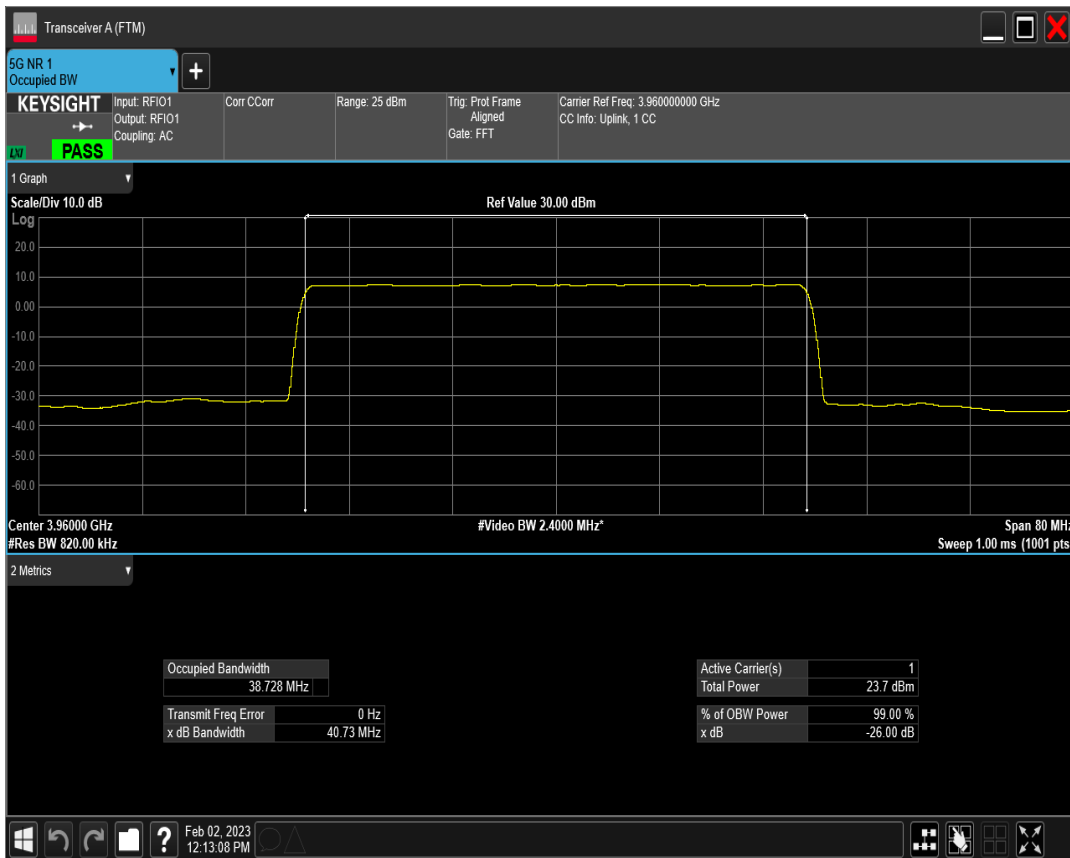 Transceiver A (FTM)
5G NR 1
Occupied BW
+
KEYSIGHT
LXI
PASS
Input: RFIO1
Output: RFIO1
Coupling: AC
Corr CCorr
Range: 25 dBm
Trig: Prot Frame
Aligned
Gate: FFT
Carrier Ref Freq: 3.960000000 GHz
CC Info: Uplink, 1 CC
1 Graph
Scale/Div 10.0 dB
Ref Value 30.00 dBm
Log
20.0
10.0
0.00
-10.0
-20.0
-30.0
-40.0
-50.0
-60.0
Center 3.96000 GHz
#Video BW 2.4000 MHz*
Span 80 MHz
#Res BW 820.00 kHz
Sweep 1.00 ms (1001 pts
2 Metrics
Occupied Bandwidth
38.728 MHz
Transmit Freq Error 0 Hz
x dB Bandwidth 40.73 MHz
Active Carrier(s) 1
Total Power 23.7 dBm
% of OBW Power 99.00 %
x dB -26.00 dB
?
Feb 02, 2023
12:13:08 PM